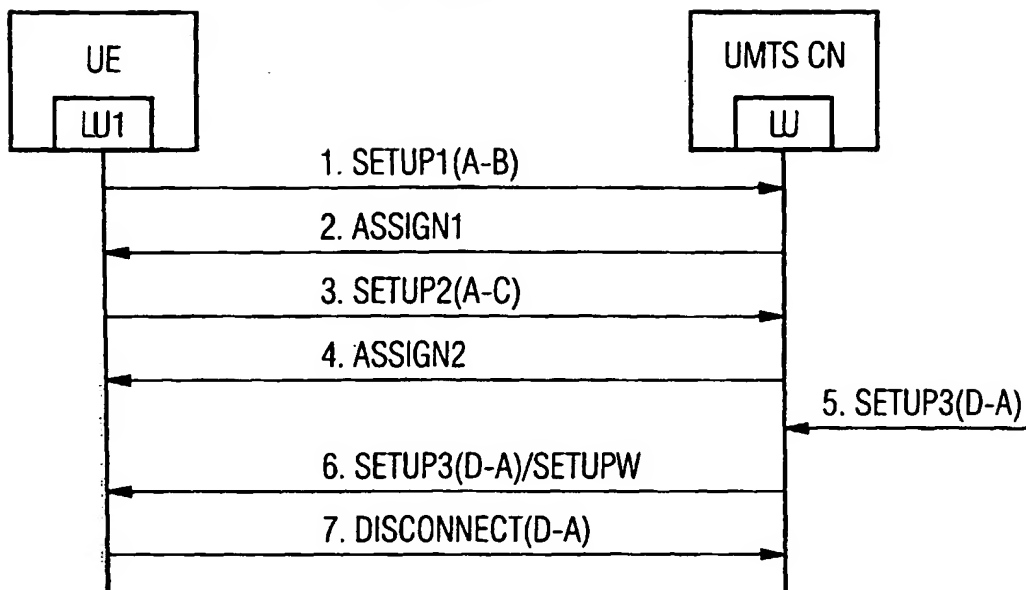 UE
UMTS CN
LU1
LU
1. SETUP1(A-B)
2. ASSIGN1
3. SETUP2(A-C)
4. ASSIGN2
5. SETUP3(D-A)
6. SETUP3(D-A)/SETUPW
7. DISCONNECT(D-A)